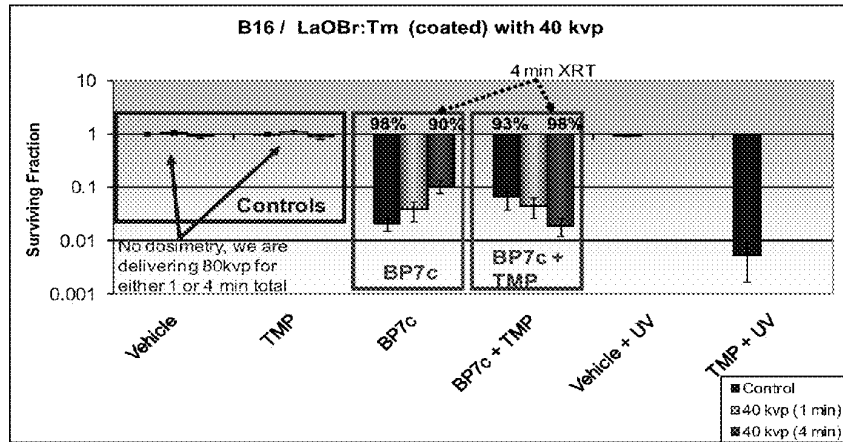 B16 / LaOBr:Tm (coated) with 40 kvp
4 min XRT
10
1
0.1
0.01
0.001
Surviving Fraction
98%
90%
93%
98%
Controls
No dosimetry, we are
delivering 80kvp for
either 1 or 4 min total
BP7c
BP7c +
TMP
Vehicle
TMP
BP7c
BP7c + TMP
Vehicle + UV
TMP + UV
Control
40 kvp (1 min)
40 kvp (4 min)